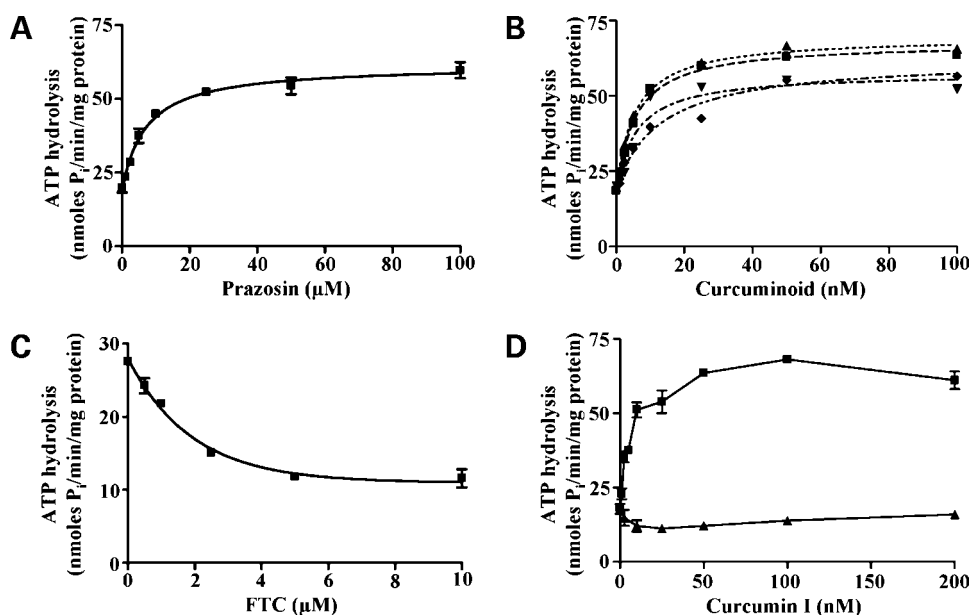 A
ATP hydrolysis
(nmoles Pi/min/mg protein)
75
50
25
0
0 20 40 60 80 100
Prazosin (µM)
B
ATP hydrolysis
(nmoles Pi/min/mg protein)
75
50
25
0
0 20 40 60 80 100
Curcuminoid (nM)
C
ATP hydrolysis
(nmoles Pi/min/mg protein)
30
20
10
0
0 2 4 6 8 10
FTC (µM)
D
ATP hydrolysis
(nmoles Pi/min/mg protein)
75
50
25
0
0 50 100 150 200
Curcumin I (nM)